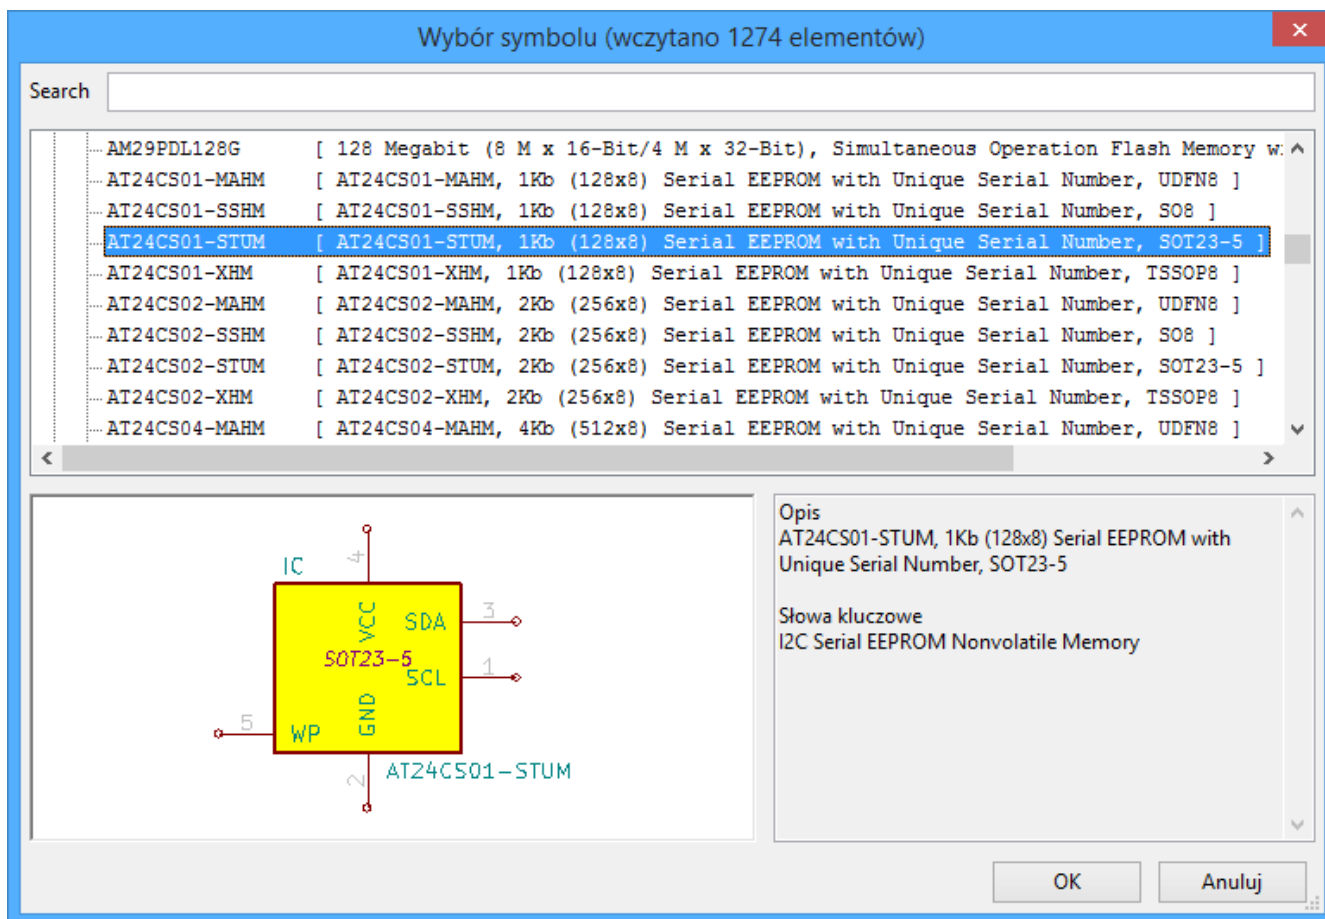 Wybór symbolu (wczytano 1274 elementów)
Search
AM29PDL128G [ 128 Megabit (8 M x 16-Bit/4 M x 32-Bit), Simultaneous Operation Flash Memory w
AT24CS01-MAHM [ AT24CS01-MAHM, 1Kb (128x8) Serial EEPROM with Unique Serial Number, UDFN8 ]
AT24CS01-SSHM [ AT24CS01-SSHM, 1Kb (128x8) Serial EEPROM with Unique Serial Number, SO8 ]
AT24CS01-STUM [ AT24CS01-STUM, 1Kb (128x8) Serial EEPROM with Unique Serial Number, SOT23-5 ]
AT24CS01-XHM [ AT24CS01-XHM, 1Kb (128x8) Serial EEPROM with Unique Serial Number, TSSOP8 ]
AT24CS02-MAHM [ AT24CS02-MAHM, 2Kb (256x8) Serial EEPROM with Unique Serial Number, UDFN8 ]
AT24CS02-SSHM [ AT24CS02-SSHM, 2Kb (256x8) Serial EEPROM with Unique Serial Number, SO8 ]
AT24CS02-STUM [ AT24CS02-STUM, 2Kb (256x8) Serial EEPROM with Unique Serial Number, SOT23-5 ]
AT24CS02-XHM [ AT24CS02-XHM, 2Kb (256x8) Serial EEPROM with Unique Serial Number, TSSOP8 ]
AT24CS04-MAHM [ AT24CS04-MAHM, 4Kb (512x8) Serial EEPROM with Unique Serial Number, UDFN8 ]
IC
4
VCC
SDA
3
SOT23-5
SCL
1
GND
5
WP
2
AT24CS01-STUM
Opis
AT24CS01-STUM, 1Kb (128x8) Serial EEPROM with
Unique Serial Number, SOT23-5
Słowa kluczowe
I2C Serial EEPROM Nonvolatile Memory
OK
Anuluj